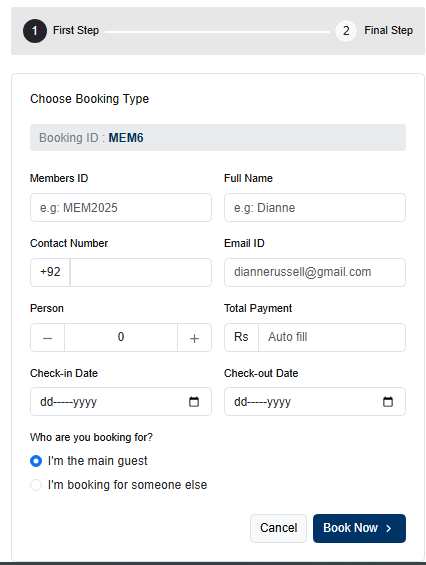 1 First Step 2 Final Step
Choose Booking Type
Booking ID : MEM6
Members ID Full Name
e.g: MEM2025 e.g: Dianne
Contact Number Email ID
+92 diannerussell@gmail.com
Person Total Payment
− 0 + Rs Auto fill
Check-in Date Check-out Date
dd-----yyyy dd-----yyyy
Who are you booking for?
I'm the main guest
I'm booking for someone else
Cancel Book Now